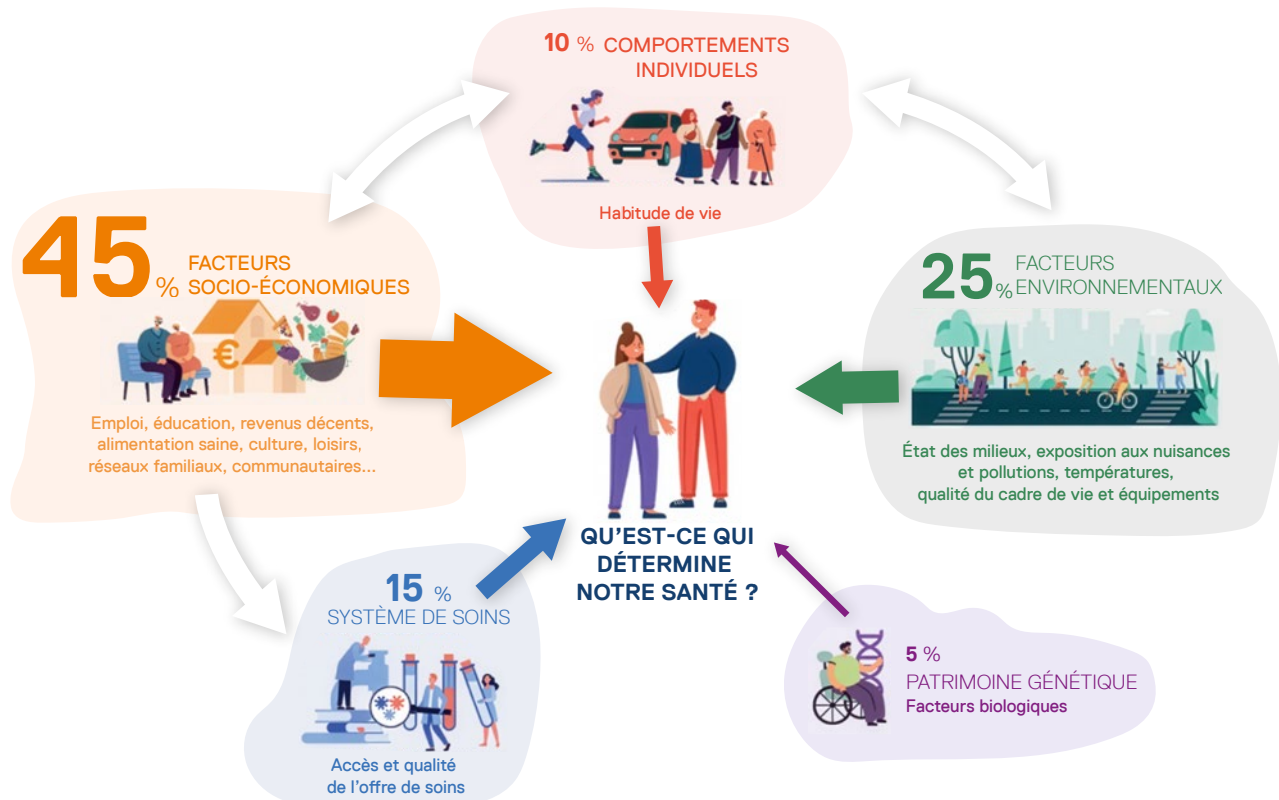 10 % COMPORTEMENTS
INDIVIDUELS
Habitude de vie
45 % FACTEURS
SOCIO-ÉCONOMIQUES
€
Emploi, éducation, revenus décents,
alimentation saine, culture, loisirs,
réseaux familiaux, communautaires...
25 % FACTEURS
ENVIRONNEMENTAUX
État des milieux, exposition aux nuisances
et pollutions, températures,
qualité du cadre de vie et équipements
QU’EST-CE QUI
DÉTERMINE
NOTRE SANTÉ ?
15 %
SYSTÈME DE SOINS
Accès et qualité
de l’offre de soins
5 %
PATRIMOINE GÉNÉTIQUE
Facteurs biologiques